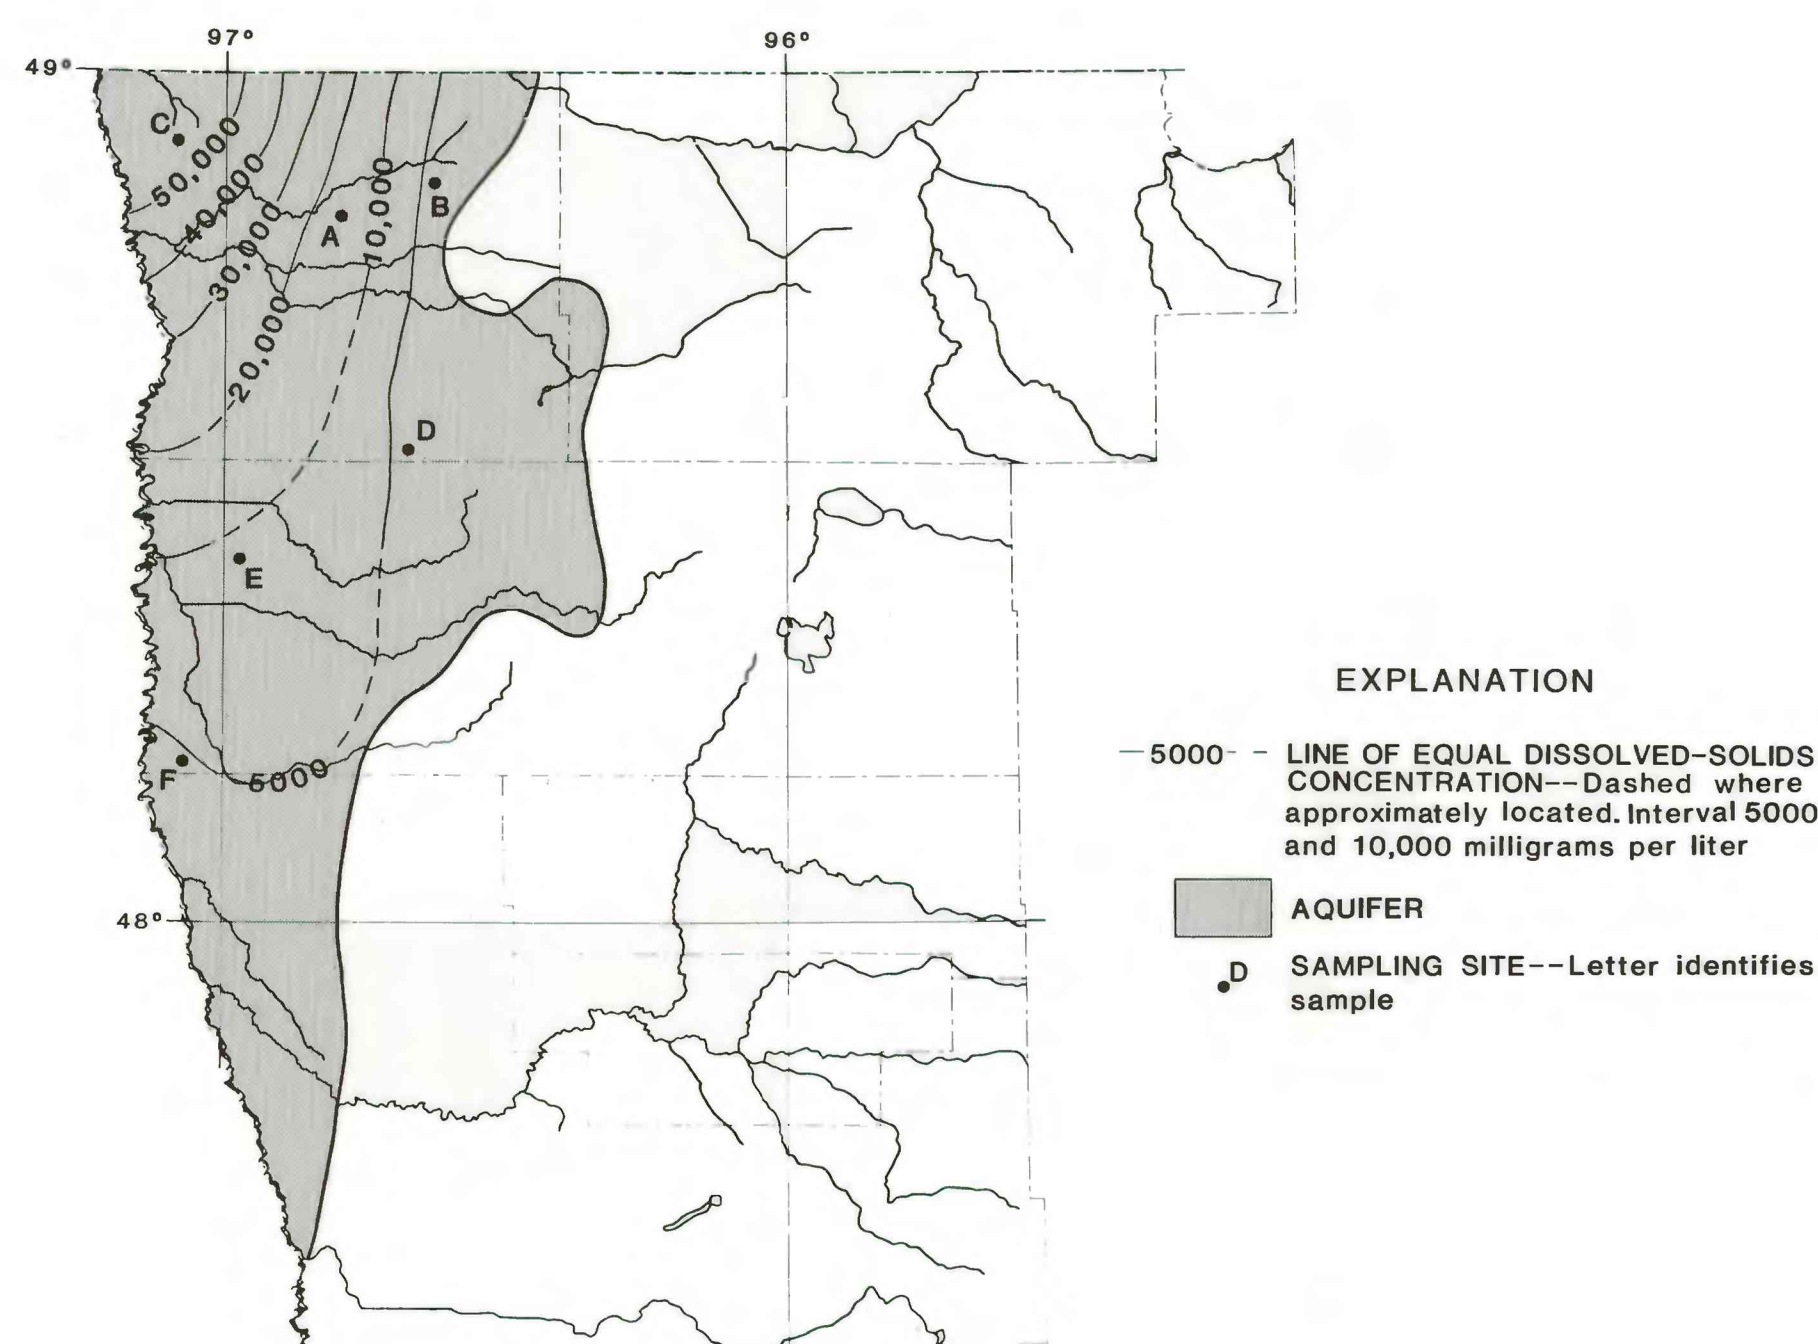 97°
96°
49°
C
50,000
40,000
30,000
20,000
10,000
A
B
D
E
F
5000
48°
EXPLANATION
—5000- - LINE OF EQUAL DISSOLVED-SOLIDS
CONCENTRATION--Dashed where
approximately located. Interval 5000
and 10,000 milligrams per liter
AQUIFER
D SAMPLING SITE--Letter identifies
sample